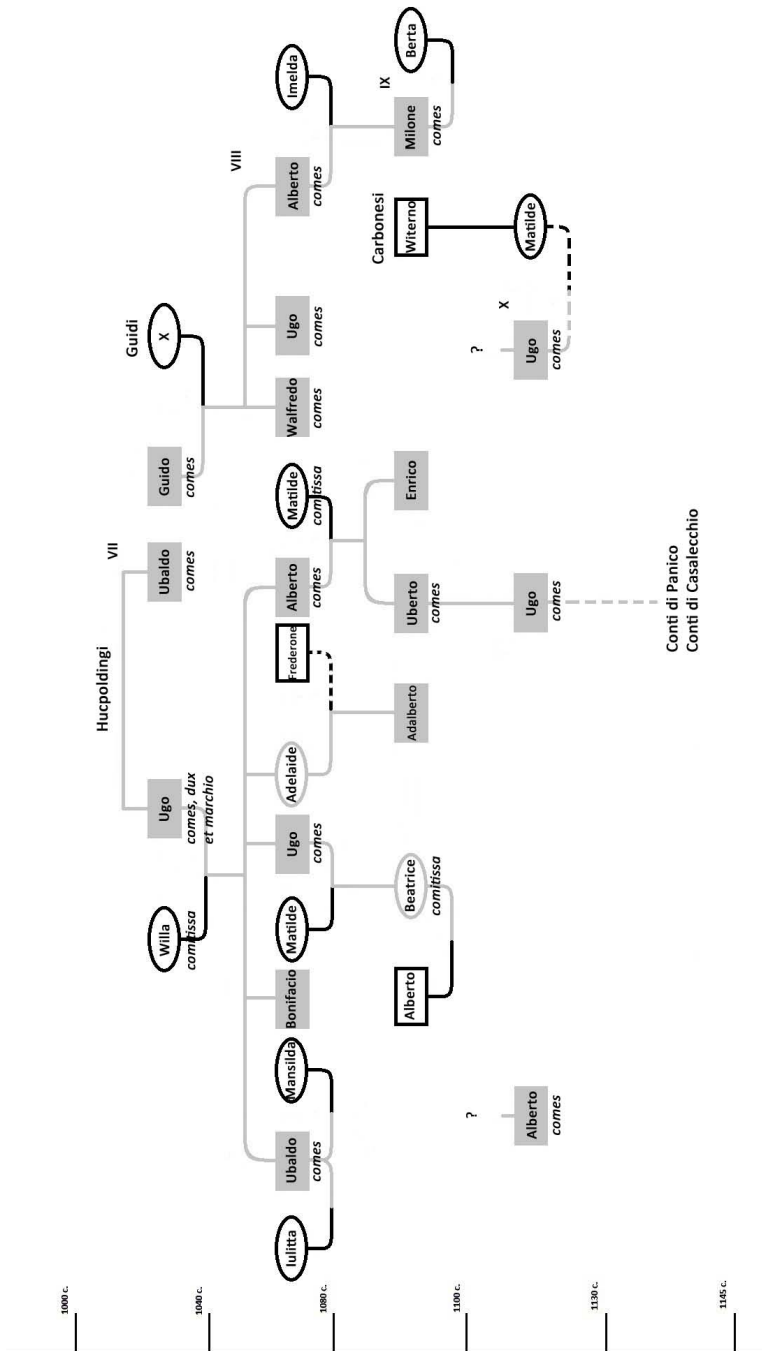 Hucpoldingi
VII
Guidi
Willa
comitissa
Ugo
comes, dux
et marchio
Ubaldo
comes
Guido
comes
X
VIII
Iulitta
Ubaldo
comes
Mansilda
Bonifacio
Matilde
Ugo
comes
Adelaide
Frederone
Alberto
comes
Matilde
comitissa
Walfredo
comes
Ugo
comes
Alberto
comes
Imelda
Carbonesi
IX
Alberto
Beatrice
comitissa
Adalberto
Uberto
comes
Enrico
Witerno
Milone
comes
Berta
?
Alberto
comes
Ugo
comes
?
X
Ugo
comes
Matilde
Conti di Panico
Conti di Casalecchio
1000 c.
1040 c.
1080 c.
1100 c.
1130 c.
1145 c.